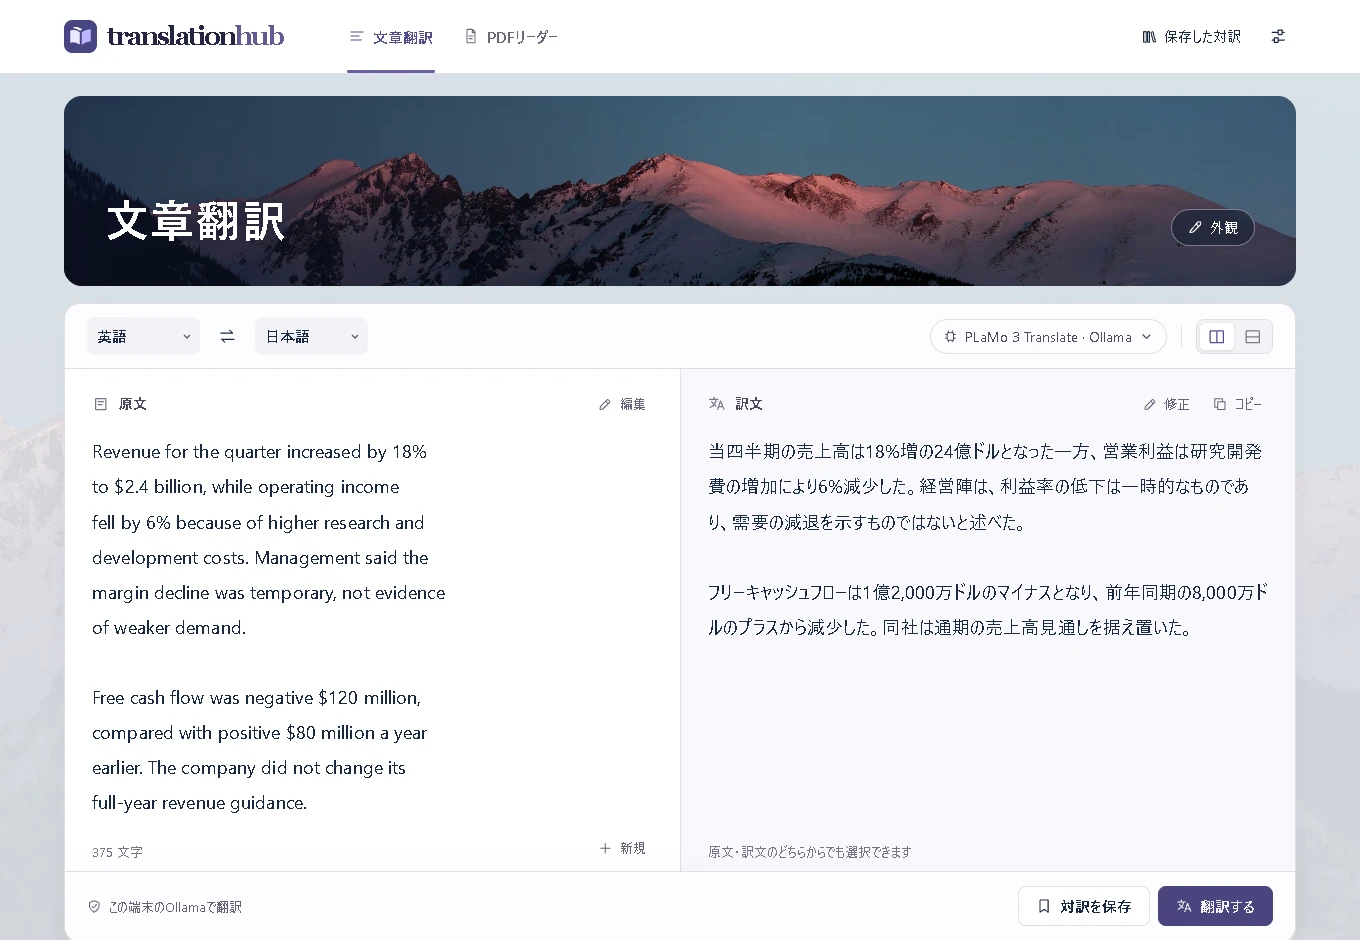 translationhub
文章翻訳
PDFリーダー
保存した対訳
文章翻訳
外観
英語
日本語
PLaMo 3 Translate · Ollama
原文
編集
Revenue for the quarter increased by 18%
to $2.4 billion, while operating income
fell by 6% because of higher research and
development costs. Management said the
margin decline was temporary, not evidence
of weaker demand.
Free cash flow was negative $120 million,
compared with positive $80 million a year
earlier. The company did not change its
full-year revenue guidance.
375 文字
新規
訳文
修正
コピー
当四半期の売上高は18%増の24億ドルとなった一方、営業利益は研究開発
費の増加により6%減少した。経営陣は、利益率の低下は一時的なものであ
り、需要の減退を示すものではないと述べた。
フリーキャッシュフローは1億2,000万ドルのマイナスとなり、前年同期の8,000万ド
ルのプラスから減少した。同社は通期の売上高見通しを据え置いた。
原文・訳文のどちらからでも選択できます
この端末のOllamaで翻訳
対訳を保存
翻訳する